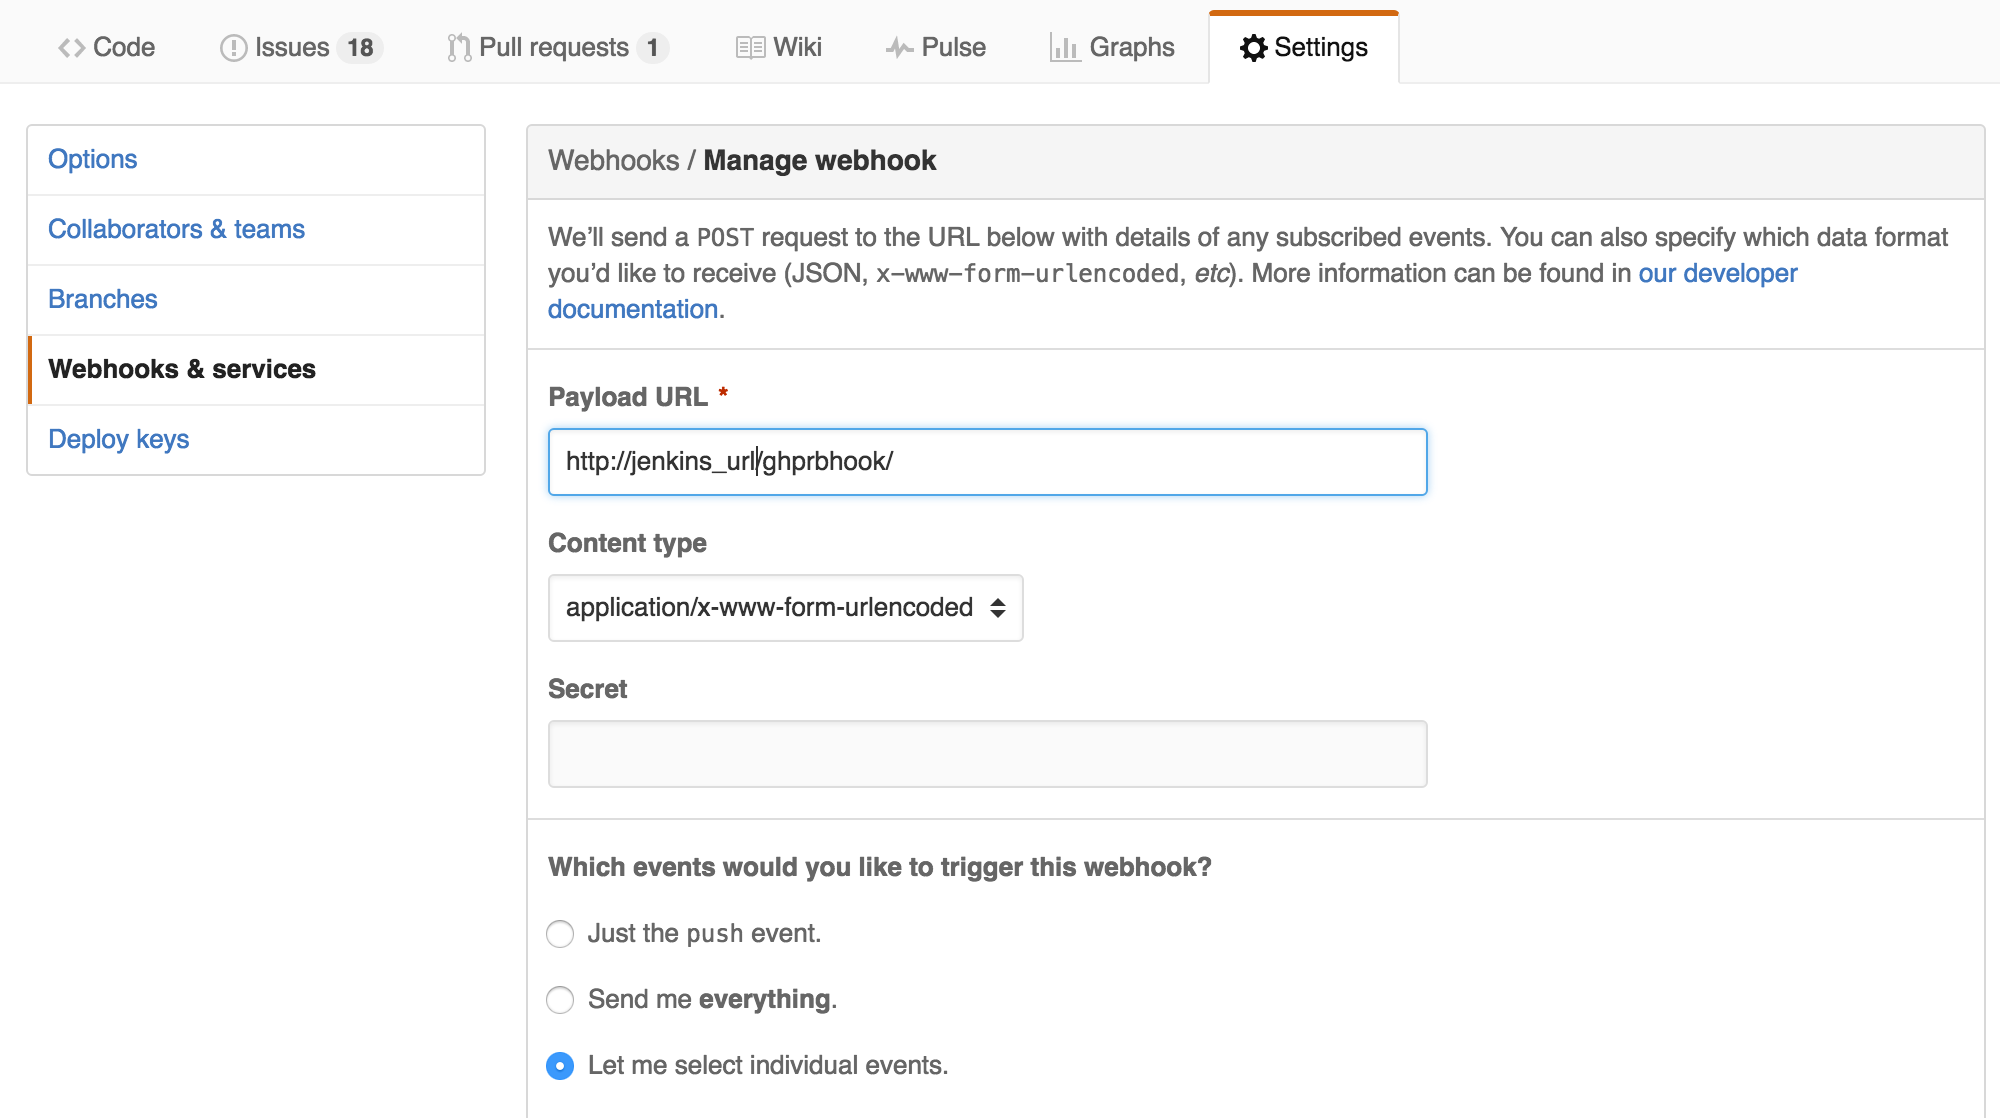 Code Issues 18 Pull requests 1 Wiki Pulse Graphs Settings
Options
Collaborators & teams
Branches
Webhooks & services
Deploy keys
Webhooks / Manage webhook
We’ll send a POST request to the URL below with details of any subscribed events. You can also specify which data format
you’d like to receive (JSON, x-www-form-urlencoded, etc). More information can be found in our developer
documentation.
Payload URL *
http://jenkins_url/ghprbhook/
Content type
application/x-www-form-urlencoded
Secret
Which events would you like to trigger this webhook?
Just the push event.
Send me everything.
Let me select individual events.